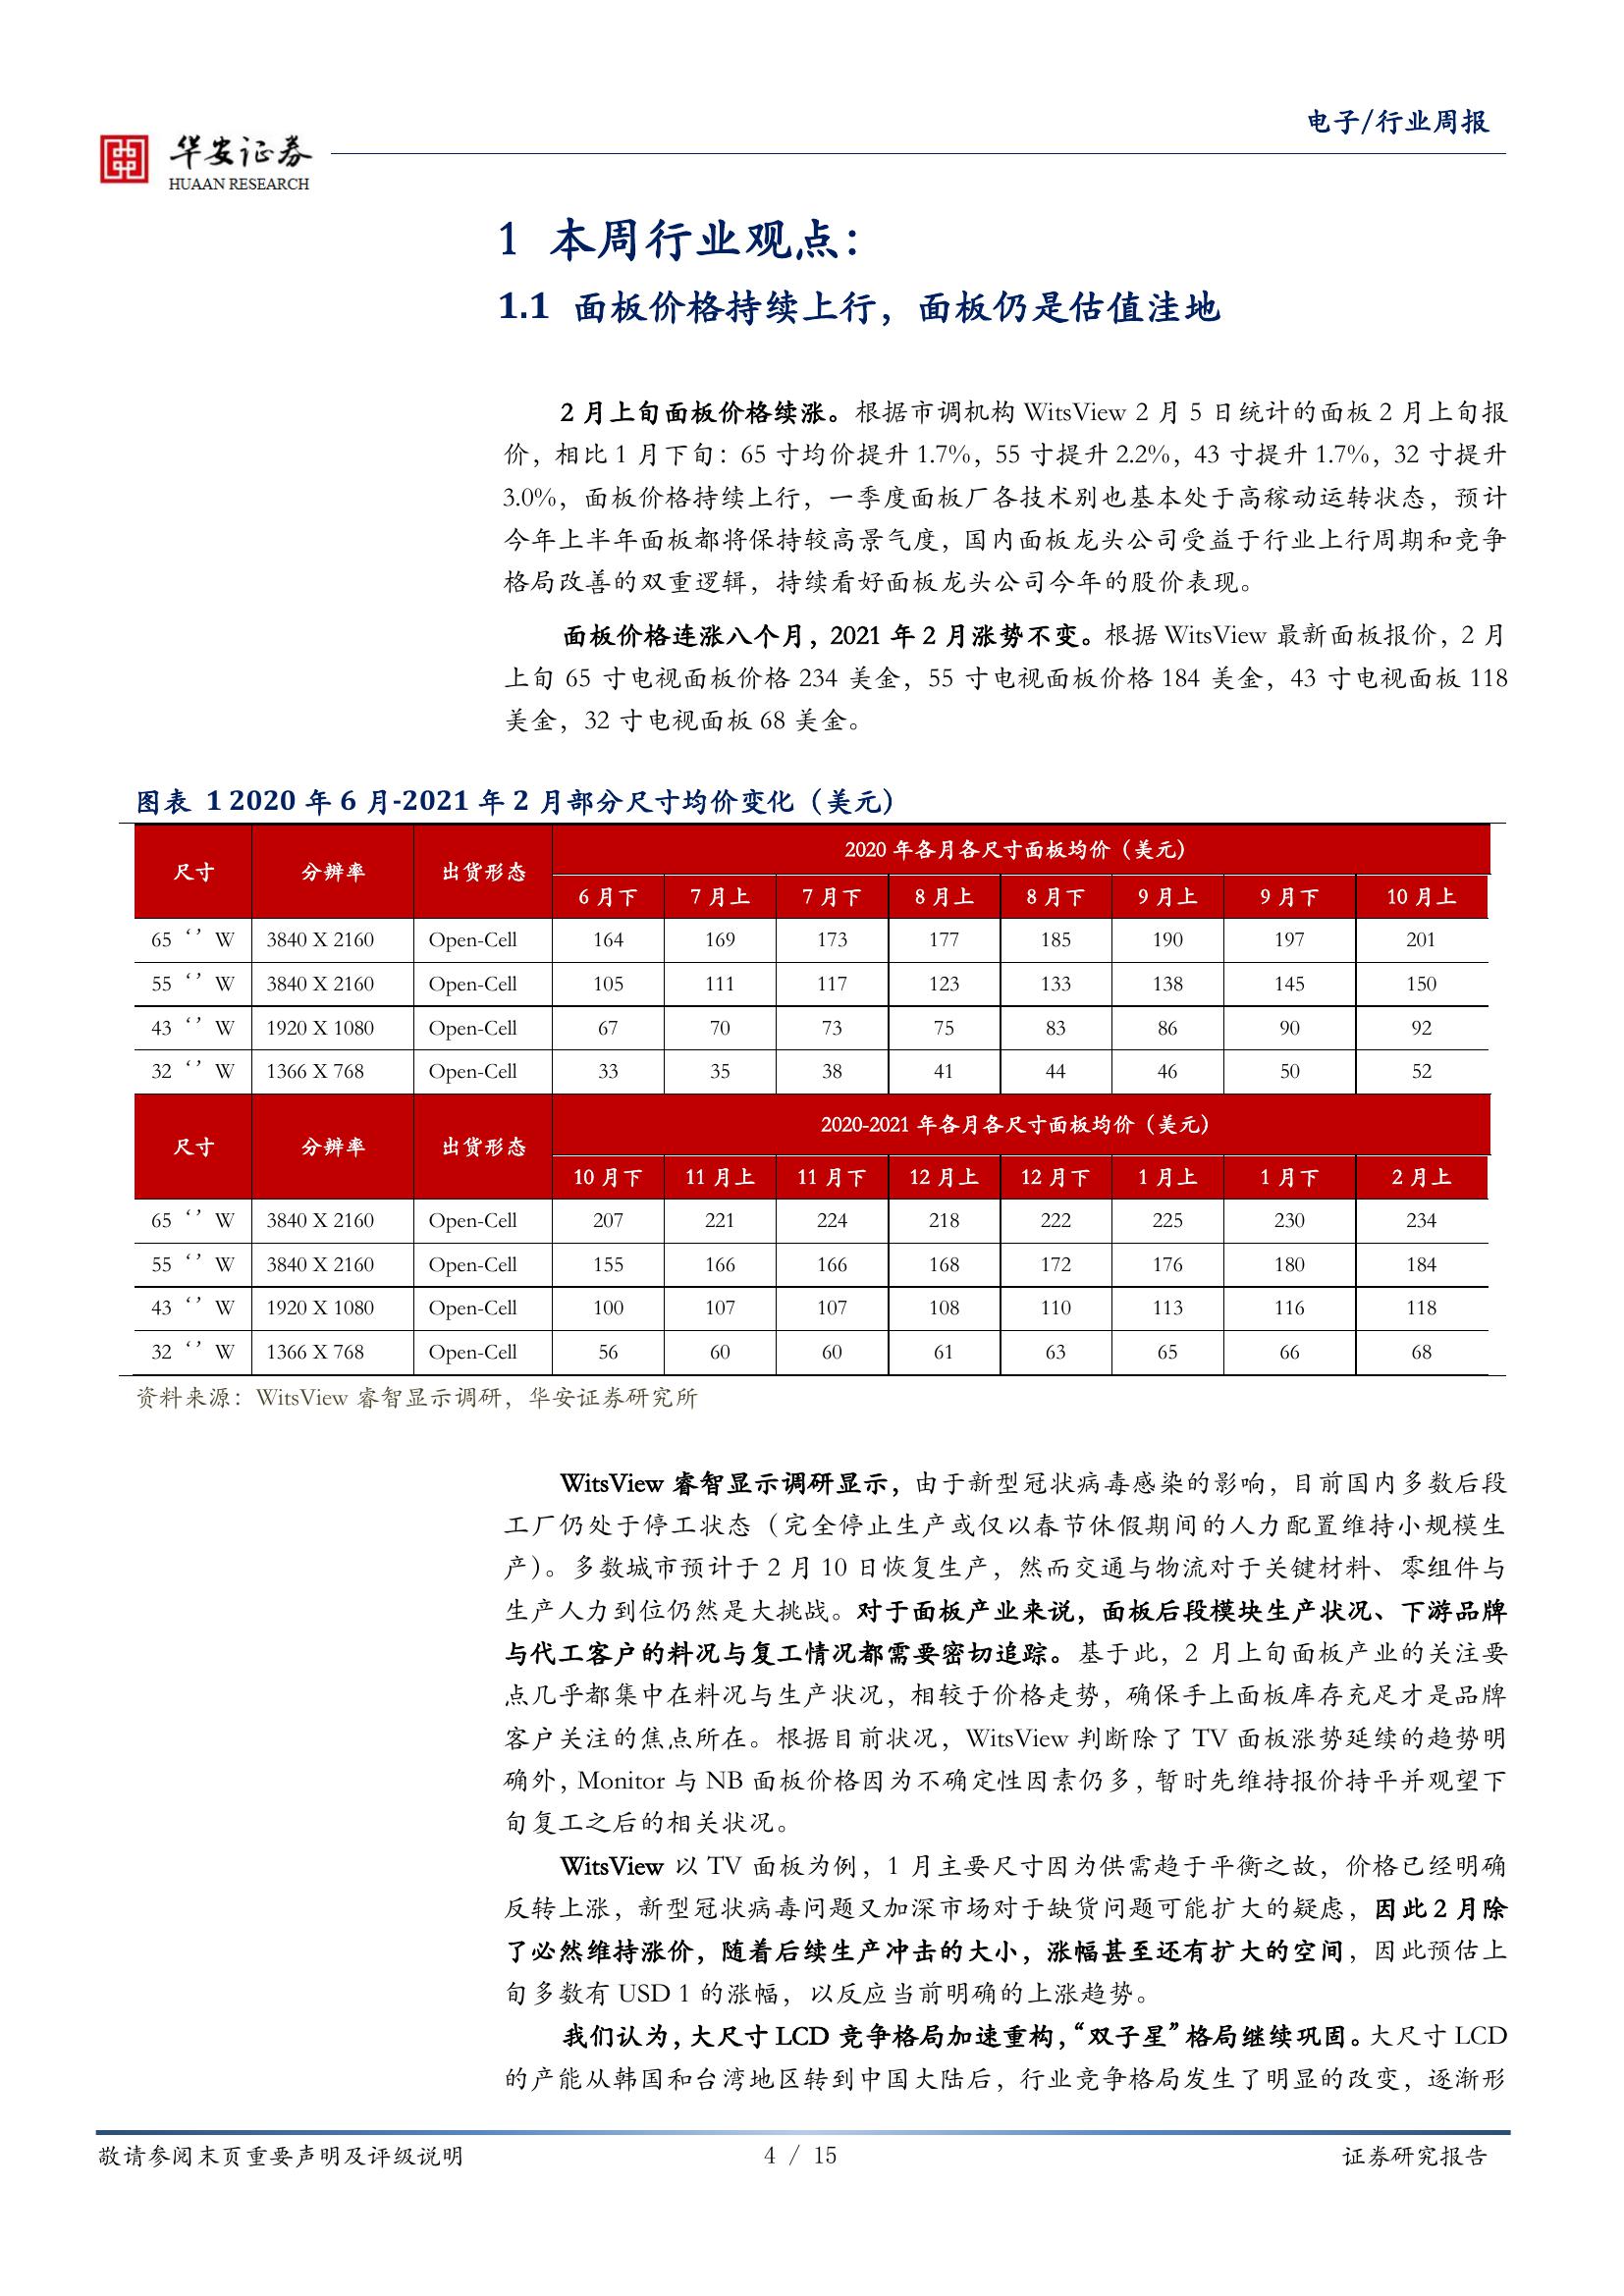 电子/行业周报
华安证券
HUAAN RESEARCH
1 本周行业观点：
1.1 面板价格持续上行，面板仍是估值洼地
2 月上旬面板价格续涨。根据市调机构 WitsView 2 月 5 日统计的面板 2 月上旬报
价，相比 1 月下旬：65 寸均价提升 1.7%，55 寸提升 2.2%，43 寸提升 1.7%，32 寸提升
3.0%，面板价格持续上行，一季度面板厂各技术别也基本处于高稼动运转状态，预计
今年上半年面板都将保持较高景气度，国内面板龙头公司受益于行业上行周期和竞争
格局改善的双重逻辑，持续看好面板龙头公司今年的股价表现。
面板价格连涨八个月，2021 年 2 月涨势不变。根据 WitsView 最新面板报价，2 月
上旬 65 寸电视面板价格 234 美金，55 寸电视面板价格 184 美金，43 寸电视面板 118
美金，32 寸电视面板 68 美金。
图表 1 2020 年 6 月-2021 年 2 月部分尺寸均价变化（美元）
尺寸 分辨率 出货形态 2020 年各月各尺寸面板均价（美元）
6 月下 7 月上 7 月下 8 月上 8 月下 9 月上 9 月下 10 月上
65 ‘’ W 3840 X 2160 Open-Cell 164 169 173 177 185 190 197 201
55 ‘’ W 3840 X 2160 Open-Cell 105 111 117 123 133 138 145 150
43 ‘’ W 1920 X 1080 Open-Cell 67 70 73 75 83 86 90 92
32 ‘’ W 1366 X 768 Open-Cell 33 35 38 41 44 46 50 52
尺寸 分辨率 出货形态 2020-2021 年各月各尺寸面板均价（美元）
10 月下 11 月上 11 月下 12 月上 12 月下 1 月上 1 月下 2 月上
65 ‘’ W 3840 X 2160 Open-Cell 207 221 224 218 222 225 230 234
55 ‘’ W 3840 X 2160 Open-Cell 155 166 166 168 172 176 180 184
43 ‘’ W 1920 X 1080 Open-Cell 100 107 107 108 110 113 116 118
32 ‘’ W 1366 X 768 Open-Cell 56 60 60 61 63 65 66 68
资料来源：WitsView 睿智显示调研，华安证券研究所
WitsView 睿智显示调研显示，由于新型冠状病毒感染的影响，目前国内多数后段
工厂仍处于停工状态（完全停止生产或仅以春节休假期间的人力配置维持小规模生
产）。多数城市预计于 2 月 10 日恢复生产，然而交通与物流对于关键材料、零组件与
生产人力到位仍然是大挑战。对于面板产业来说，面板后段模块生产状况、下游品牌
与代工客户的料况与复工情况都需要密切追踪。基于此，2 月上旬面板产业的关注要
点几乎都集中在料况与生产状况，相较于价格走势，确保手上面板库存充足才是品牌
客户关注的焦点所在。根据目前状况，WitsView 判断除了 TV 面板涨势延续的趋势明
确外，Monitor 与 NB 面板价格因为不确定性因素仍多，暂时先维持报价持平并观望下
旬复工之后的相关状况。
WitsView 以 TV 面板为例，1 月主要尺寸因为供需趋于平衡之故，价格已经明确
反转上涨，新型冠状病毒问题又加深市场对于缺货问题可能扩大的疑虑，因此 2 月除
了必然维持涨价，随着后续生产冲击的大小，涨幅甚至还有扩大的空间，因此预估上
旬多数有 USD 1 的涨幅，以反应当前明确的上涨趋势。
我们认为，大尺寸 LCD 竞争格局加速重构，“双子星”格局继续巩固。大尺寸 LCD
的产能从韩国和台湾地区转到中国大陆后，行业竞争格局发生了明显的改变，逐渐形
敬请参阅末页重要声明及评级说明 4 / 15 证券研究报告